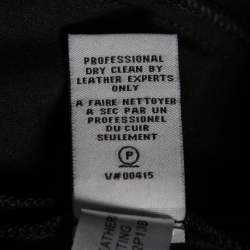 PROFESSIONAL
DRY CLEAN BY
LEATHER EXPERTS
ONLY
A FAIRE NETTOYER
A SEC PAR UN
PROFESSIONEL
DU CUIR
SEULEMENT
P
W#00415